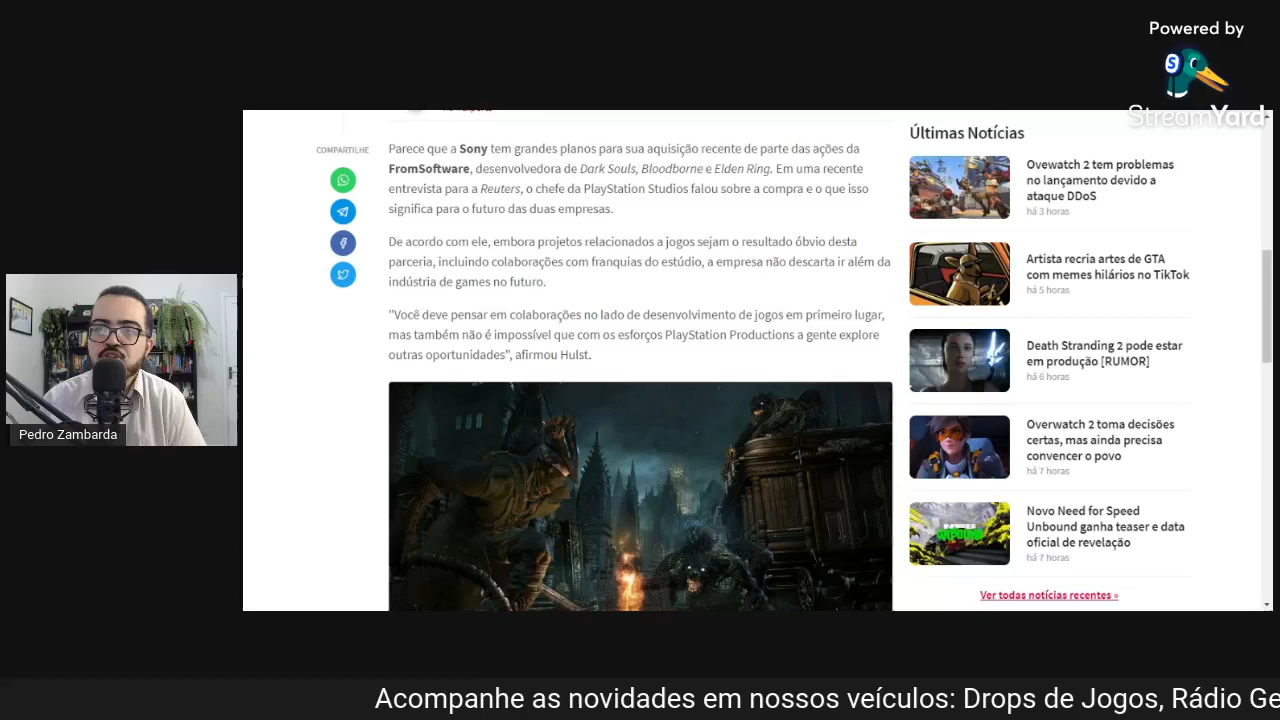 Powered by
StreamYard
COMPARTILHE
Parece que a Sony tem grandes planos para sua aquisição recente de parte das ações da
FromSoftware, desenvolvedora de Dark Souls, Bloodborne e Elden Ring. Em uma recente
entrevista para a Reuters, o chefe da PlayStation Studios falou sobre a compra e o que isso
significa para o futuro das duas empresas.
De acordo com ele, embora projetos relacionados a jogos sejam o resultado óbvio desta
parceria, incluindo colaborações com franquias do estúdio, a empresa não descarta ir além da
indústria de games no futuro.
"Você deve pensar em colaborações no lado de desenvolvimento de jogos em primeiro lugar,
mas também não é impossível que com os esforços PlayStation Productions a gente explore
outras oportunidades", afirmou Hulst.
Últimas Notícias
Ovewatch 2 tem problemas
no lançamento devido a
ataque DDoS
há 3 horas
Artista recria artes de GTA
com memes hilários no TikTok
há 5 horas
Death Stranding 2 pode estar
em produção [RUMOR]
há 6 horas
Overwatch 2 toma decisões
certas, mas ainda precisa
convencer o povo
há 7 horas
Novo Need for Speed
Unbound ganha teaser e data
oficial de revelação
há 7 horas
Ver todas notícias recentes »
Pedro Zambarda
Acompanhe as novidades em nossos veículos: Drops de Jogos, Rádio Ge